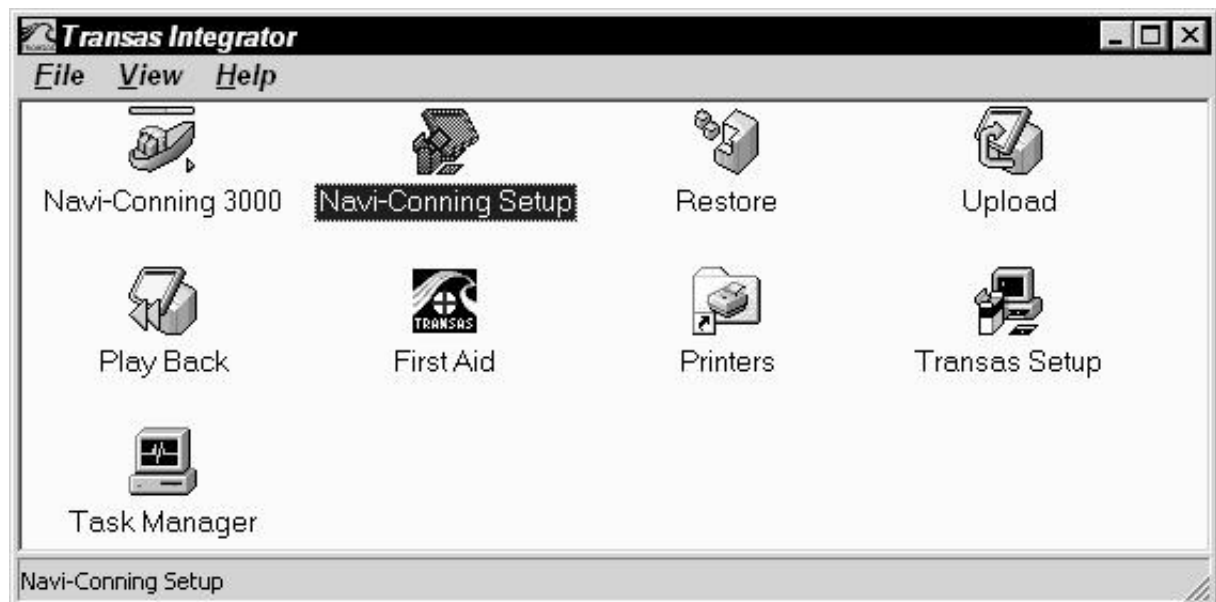 Transas Integrator
File View Help
Navi-Conning 3000 Navi-Conning Setup Restore Upload
TRANSAS
Play Back First Aid Printers Transas Setup
Task Manager
Navi-Conning Setup